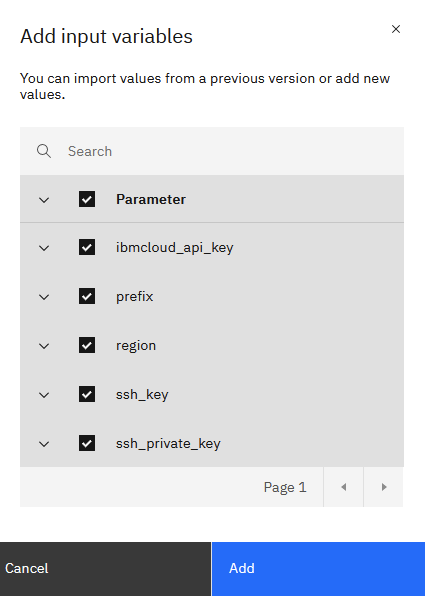 Add input variables
You can import values from a previous version or add new
values.
Search
Parameter
ibmcloud_api_key
prefix
region
ssh_key
ssh_private_key
Page 1
Cancel
Add